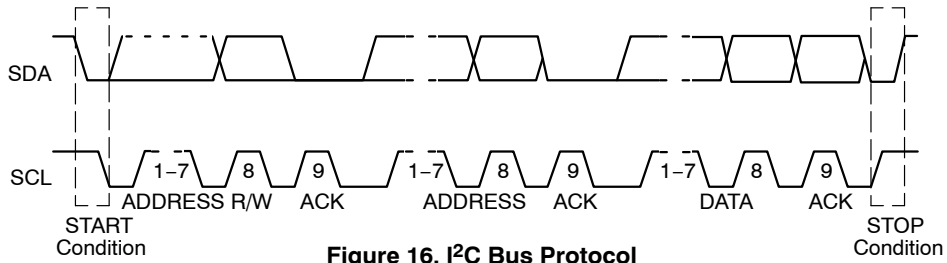 SDA
SCL
1–7 8 9 1–7 8 9 1–7 8 9
ADDRESS R/W ACK ADDRESS ACK DATA ACK
START
Condition
STOP
Condition
Figure 16. I²C Bus Protocol